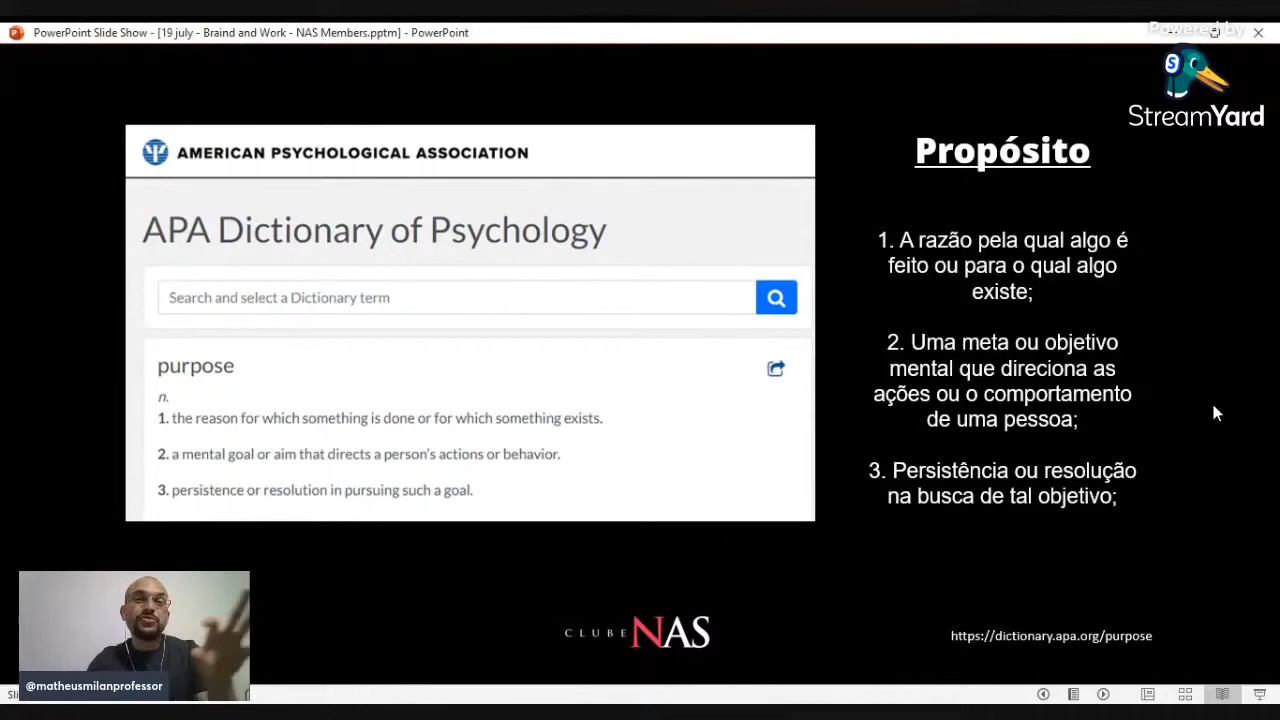 PowerPoint Slide Show - [19 july - Braind and Work - NAS Members.pptm] - PowerPoint
Powered by
StreamYard
AMERICAN PSYCHOLOGICAL ASSOCIATION
APA Dictionary of Psychology
Search and select a Dictionary term
purpose
n.
1. the reason for which something is done or for which something exists.
2. a mental goal or aim that directs a person's actions or behavior.
3. persistence or resolution in pursuing such a goal.
Propósito
1. A razão pela qual algo é
feito ou para o qual algo
existe;
2. Uma meta ou objetivo
mental que direciona as
ações ou o comportamento
de uma pessoa;
3. Persistência ou resolução
na busca de tal objetivo;
CLUBE NAS
https://dictionary.apa.org/purpose
@matheusmilanprofessor